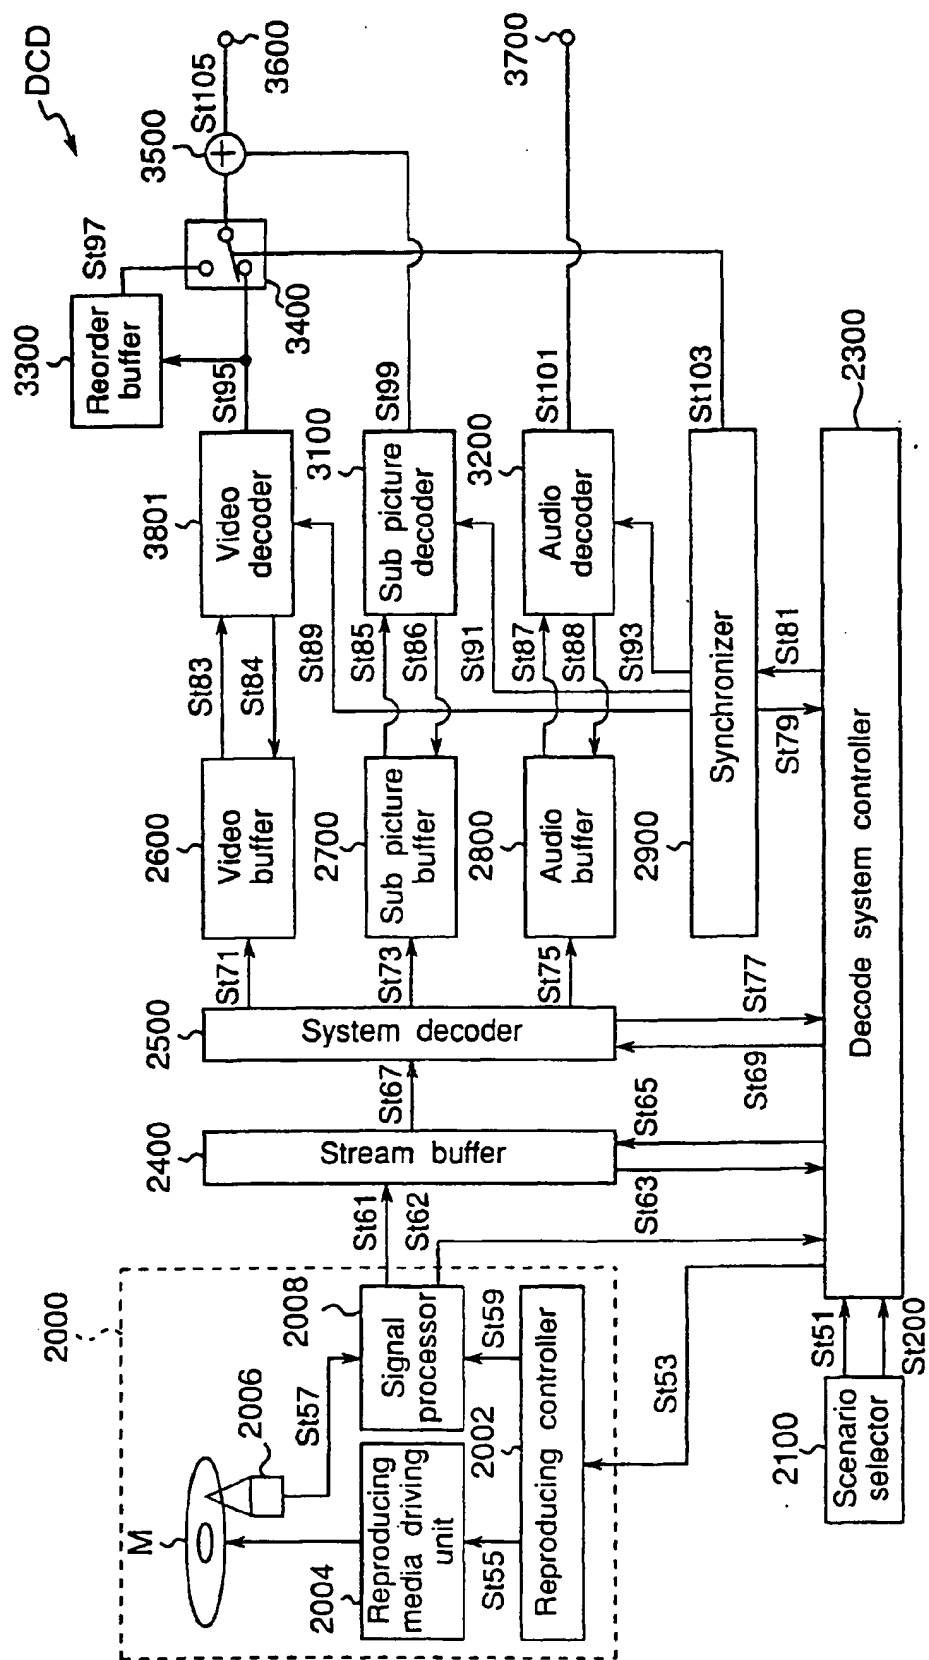 DCD
3500
St105
3600
3700
3300
Reorder
buffer
St97
3400
3801
Video
decoder
St95
3100
Sub picture
decoder
St99
3200
Audio
decoder
St101
St103
2300
2600
Video
buffer
St83
St84
St89
2700
Sub picture
buffer
St85
St86
St91
2800
Audio
buffer
St87
St88
St93
2900
Synchronizer
St79
St81
Decode system controller
2500
System decoder
St71
St73
St75
St77
St69
2400
Stream buffer
St67
St65
St63
St61
St62
2000
M
2006
St57
2008
Signal
processor
St59
2004
Reproducing
media driving
unit
St55
2002
Reproducing controller
St53
2100
Scenario
selector
St51
St200